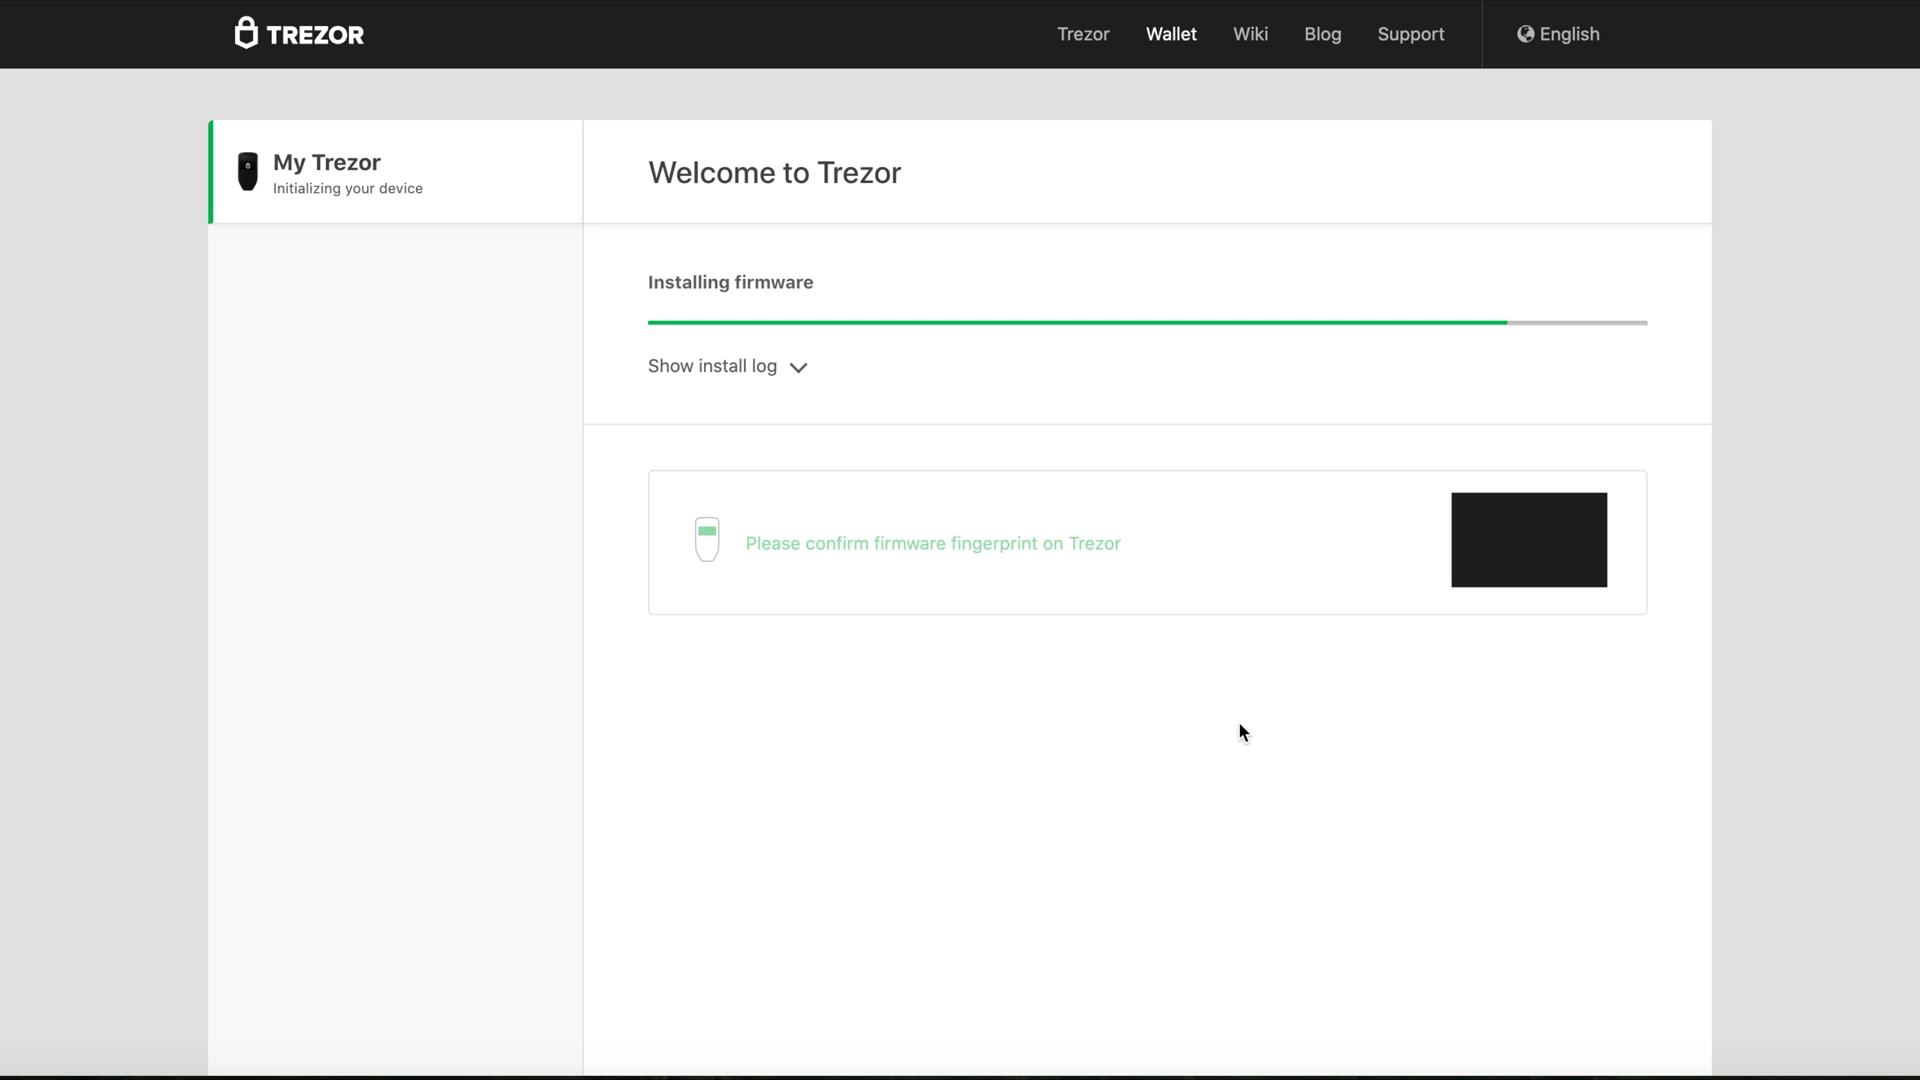 TREZOR
Trezor
Wallet
Wiki
Blog
Support
English
My Trezor
Initializing your device
Welcome to Trezor
Installing firmware
Show install log
Please confirm firmware fingerprint on Trezor